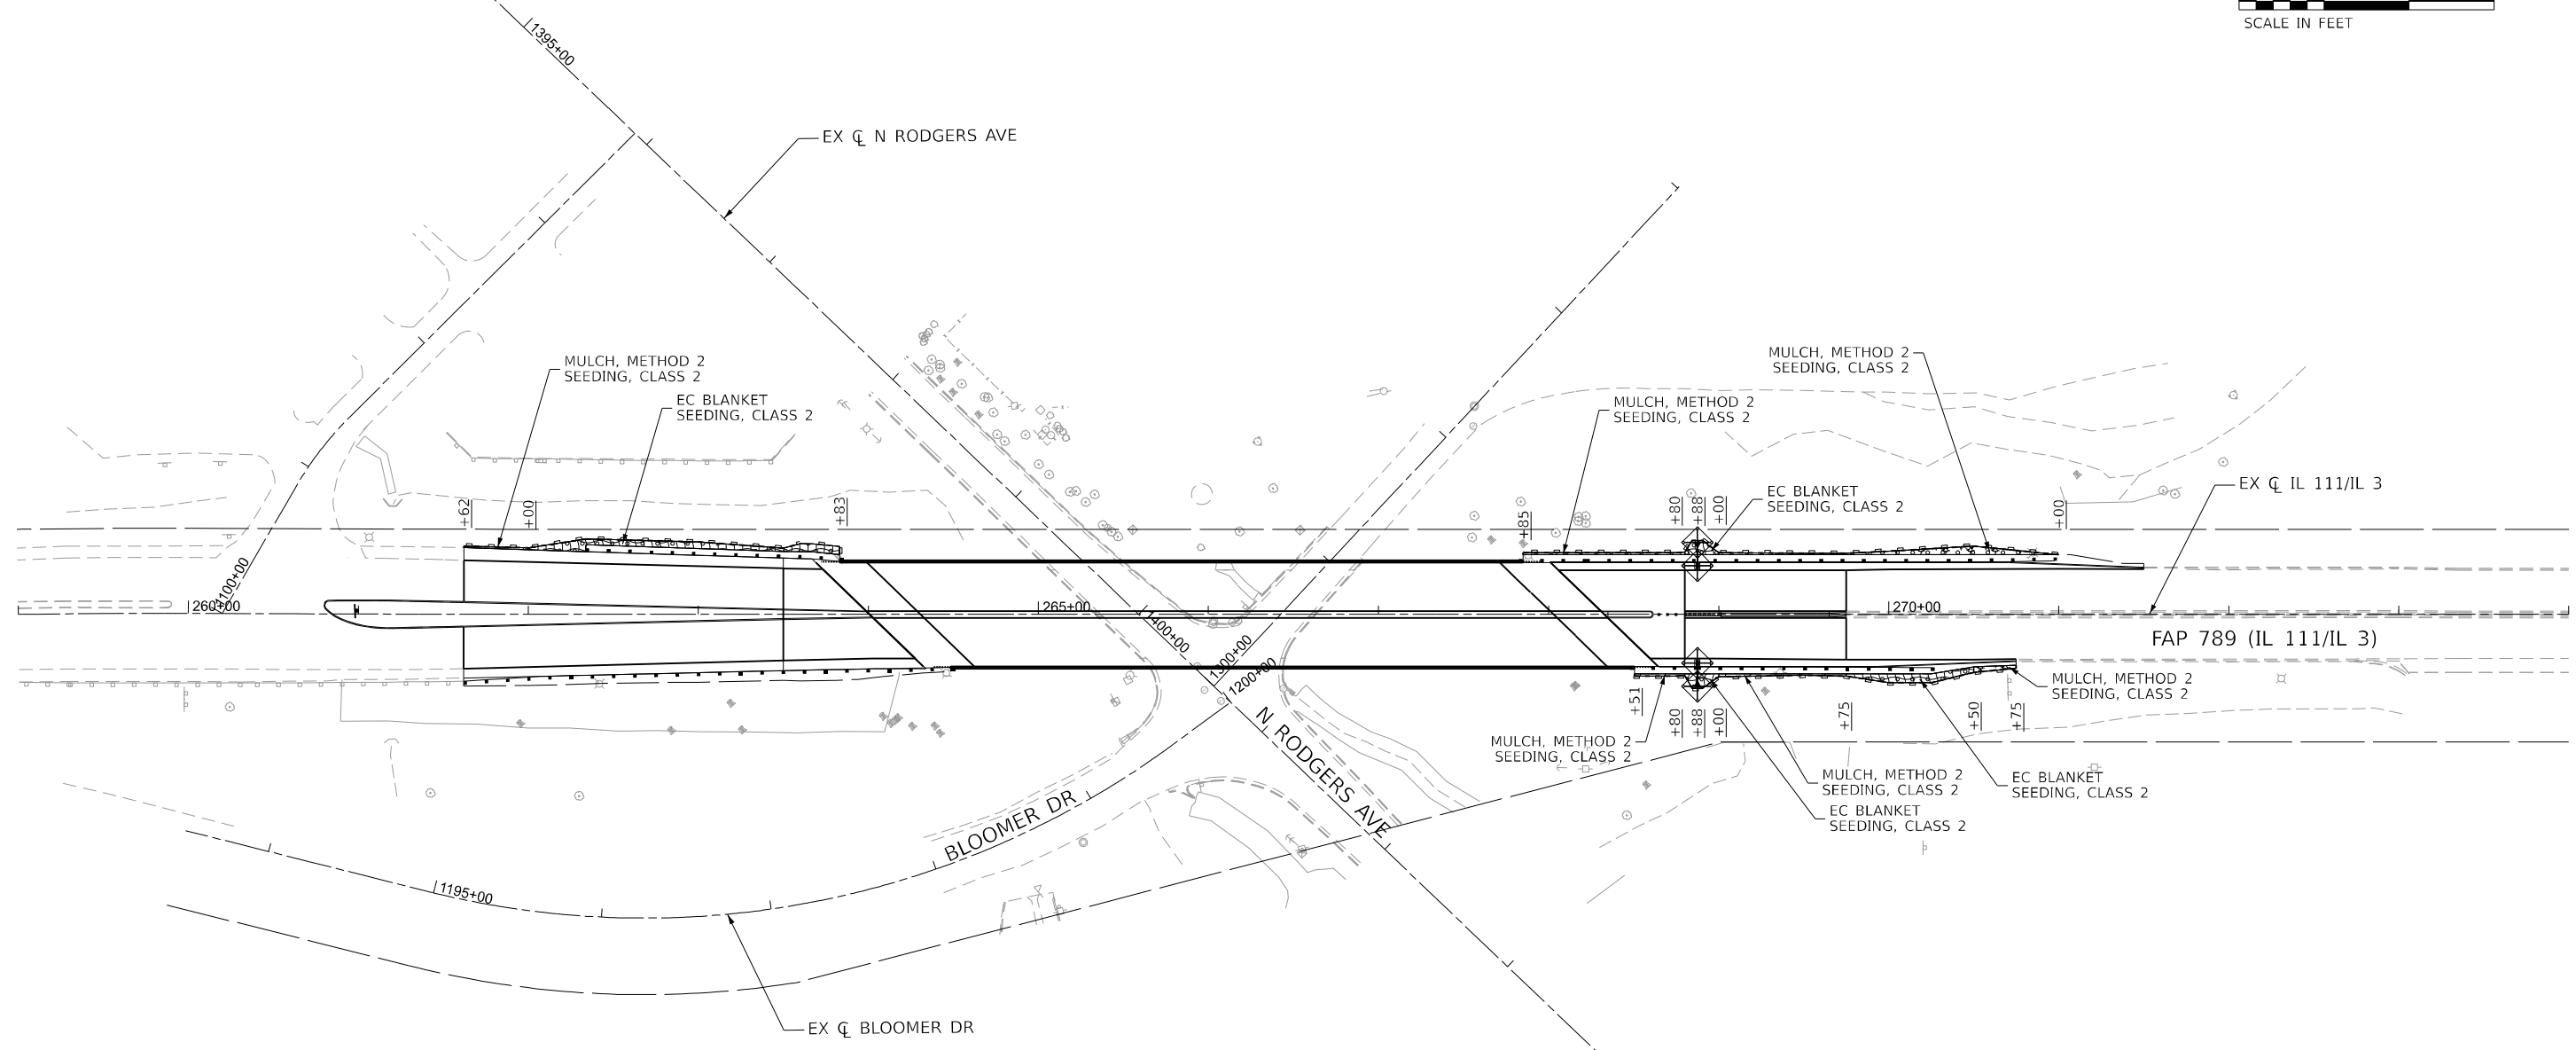 SCALE IN FEET
1395+00
EX ℄ N RODGERS AVE
MULCH, METHOD 2
SEEDING, CLASS 2
EC BLANKET
SEEDING, CLASS 2
MULCH, METHOD 2
SEEDING, CLASS 2
MULCH, METHOD 2
SEEDING, CLASS 2
EC BLANKET
SEEDING, CLASS 2
EX ℄ IL 111/IL 3
+62
+00
+83
+85
+80
+88
+00
+00
1100+00
260+00
265+00
270+00
1400+00
1300+00
1200+00
FAP 789 (IL 111/IL 3)
MULCH, METHOD 2
SEEDING, CLASS 2
+51
+80
+88
+00
+75
+50
+75
MULCH, METHOD 2
SEEDING, CLASS 2
MULCH, METHOD 2
SEEDING, CLASS 2
EC BLANKET
SEEDING, CLASS 2
EC BLANKET
SEEDING, CLASS 2
N RODGERS AVE
BLOOMER DR
1195+00
EX ℄ BLOOMER DR